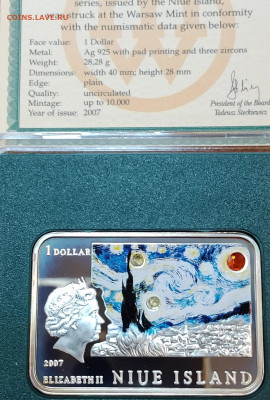 СОИNS.RU
series, issued by the Niue Island,
struck at the Warsaw Mint in conformity
with the numismatic data given below:
Face value: 1 Dollar
Metal: Ag 925 with pad printing and three zircons
Weight: 28,28 g
Dimensions: width 40 mm; height 28 mm
Edge: plain
Quality: uncirculated
Mintage: up to 10.000
Year of issue: 2007
President of the Board
Tadeusz Steckiewicz
1 DOLLAR
2007
ELIZABETH II NIUE ISLAND